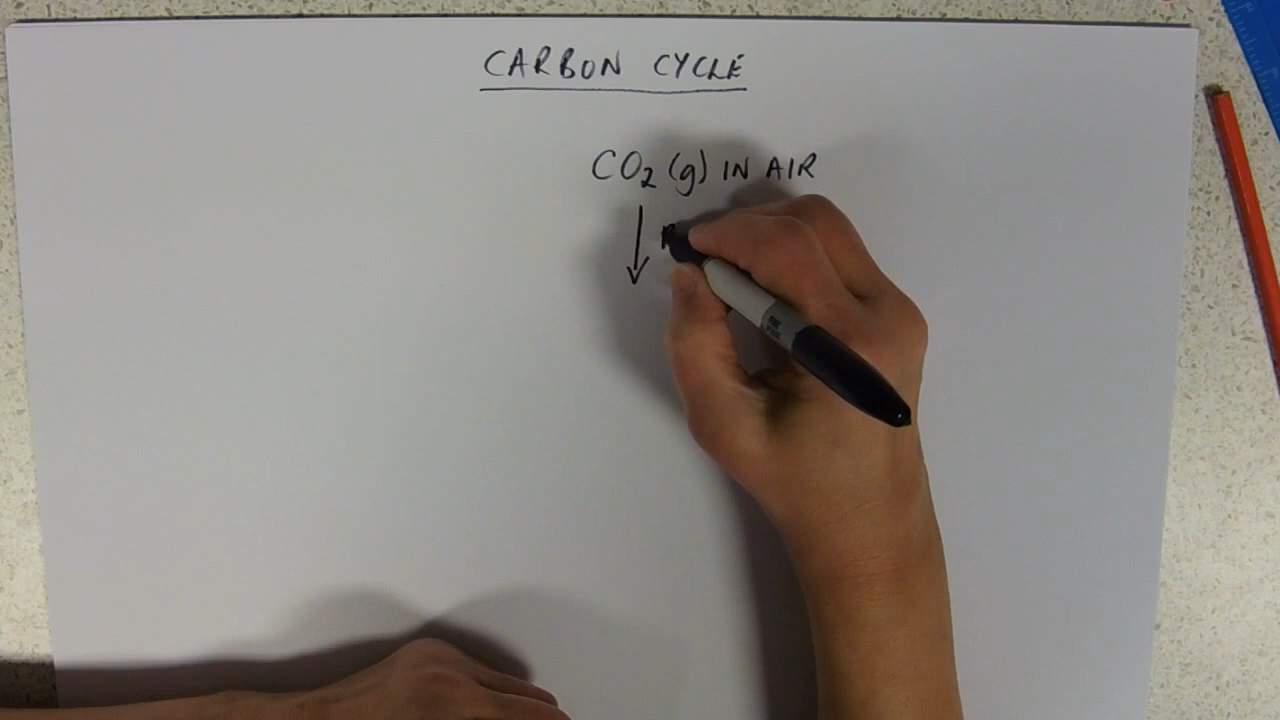 CARBON CYCLE
CO₂ (g) IN AIR